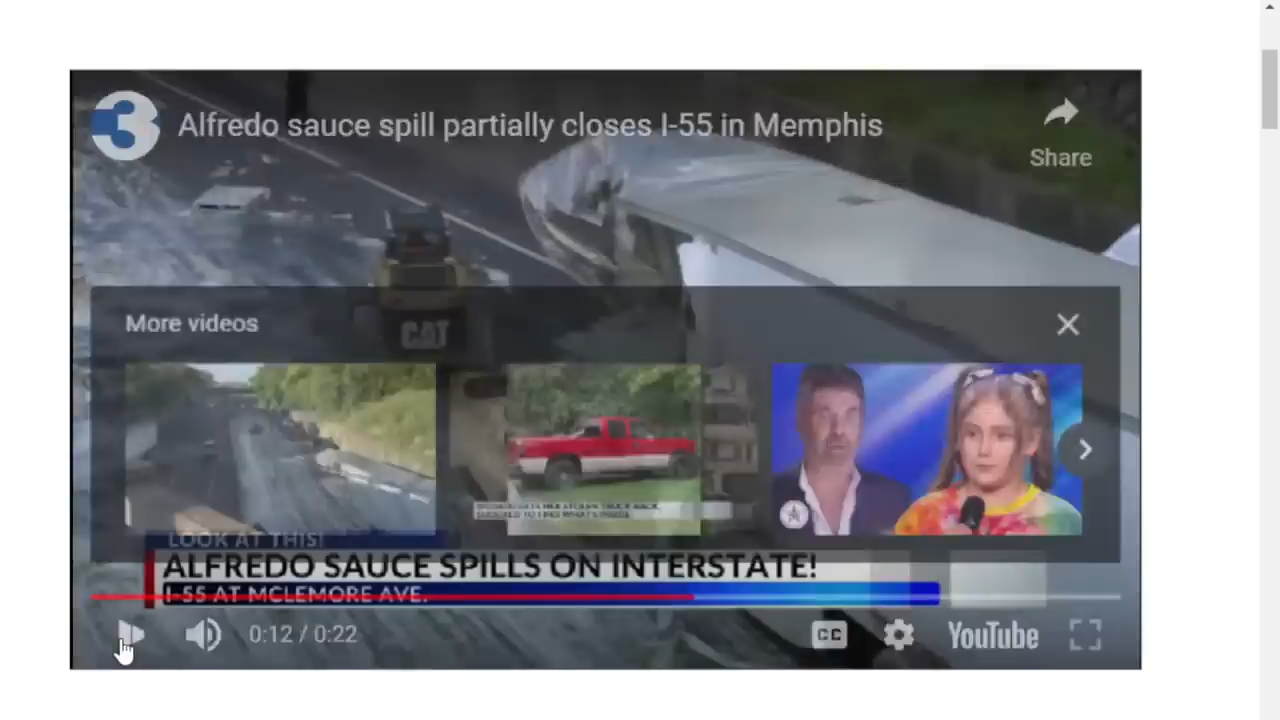 3
Alfredo sauce spill partially closes I-55 in Memphis
Share
More videos
CAT
LOOK AT THIS!
ALFREDO SAUCE SPILLS ON INTERSTATE!
I-55 AT MCLEMORE AVE.
0:12 / 0:22
CC
YouTube